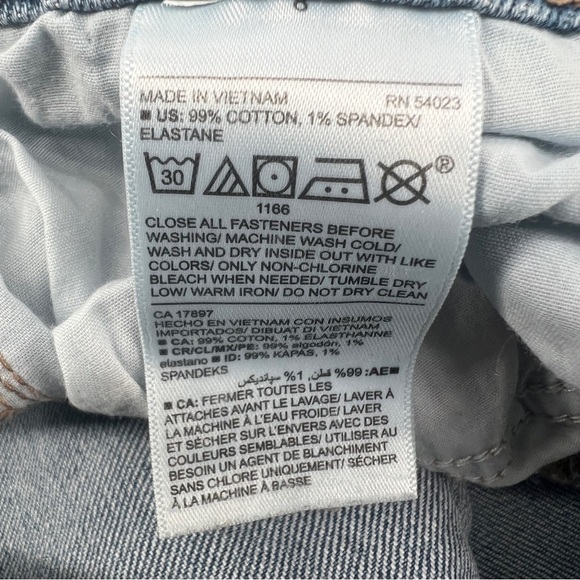 MADE IN VIETNAM RN 54023
■ US: 99% COTTON, 1% SPANDEX/
ELASTANE
30
®
1166
CLOSE ALL FASTENERS BEFORE
WASHING/ MACHINE WASH COLD/
WASH AND DRY INSIDE OUT WITH LIKE
COLORS/ ONLY NON-CHLORINE
BLEACH WHEN NEEDED/ TUMBLE DRY
LOW/ WARM IRON/ DO NOT DRY CLEAN
CA 17897
HECHO EN VIETNAM CON INSUMOS
IMPORTADOS/ DIBUAT DI VIETNAM
■ CA: 99% COTON, 1% ELASTHANNE
■ CR/CL/MX/PE: 99% algodón, 1%
elastano ■ ID: 99% KAPAS, 1%
SPANDEKS
■ AE: 99% قطن, 1% سباندیکس
■ CA: FERMER TOUTES LES
ATTACHES AVANT LE LAVAGE/ LAVER À
LA MACHINE À L'EAU FROIDE/ LAVER
ET SÉCHER SUR L'ENVERS AVEC DES
COULEURS SEMBLABLES/ UTILISER AU
BESOIN UN AGENT DE BLANCHIMENT
SANS CHLORE UNIQUEMENT/ SÉCHER
À LA MACHINE À BASSE